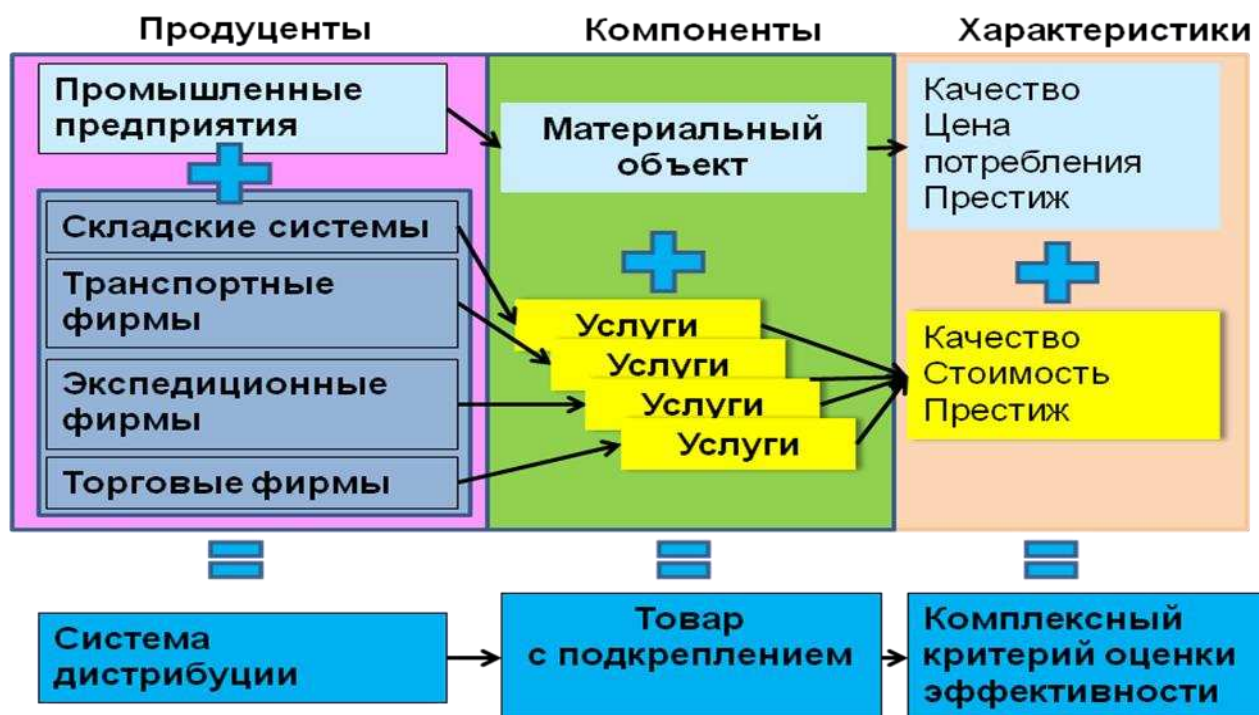 Продуценты
Компоненты
Характеристики
Промышленные
предприятия
Материальный
объект
Качество
Цена
потребления
Престиж
Складские системы
Транспортные
фирмы
Экспедиционные
фирмы
Торговые фирмы
Услуги
Услуги
Услуги
Услуги
Качество
Стоимость
Престиж
Система
дистрибуции
Товар
с подкреплением
Комплексный
критерий оценки
эффективности